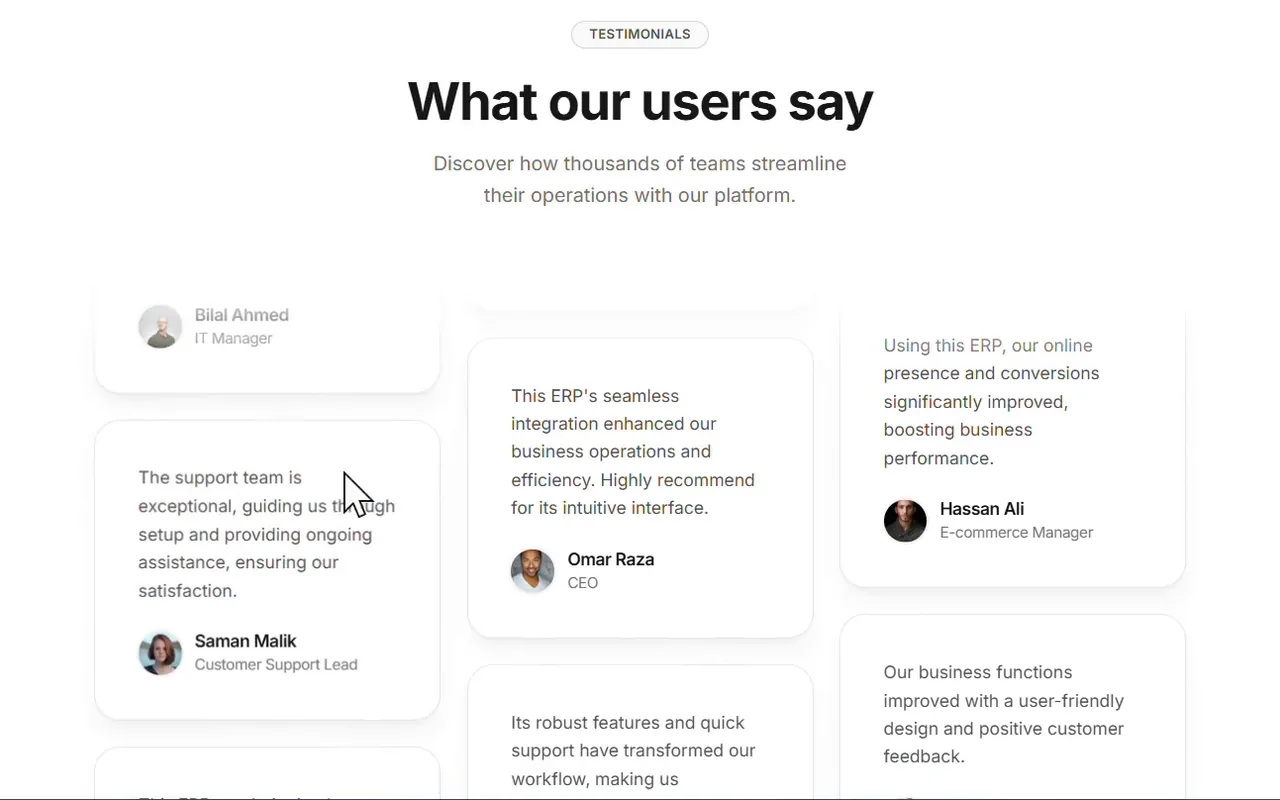 TESTIMONIALS
What our users say
Discover how thousands of teams streamline
their operations with our platform.
Bilal Ahmed
IT Manager
The support team is
exceptional, guiding us through
setup and providing ongoing
assistance, ensuring our
satisfaction.
Saman Malik
Customer Support Lead
This ERP's seamless
integration enhanced our
business operations and
efficiency. Highly recommend
for its intuitive interface.
Omar Raza
CEO
Its robust features and quick
support have transformed our
workflow, making us
Using this ERP, our online
presence and conversions
significantly improved,
boosting business
performance.
Hassan Ali
E-commerce Manager
Our business functions
improved with a user-friendly
design and positive customer
feedback.